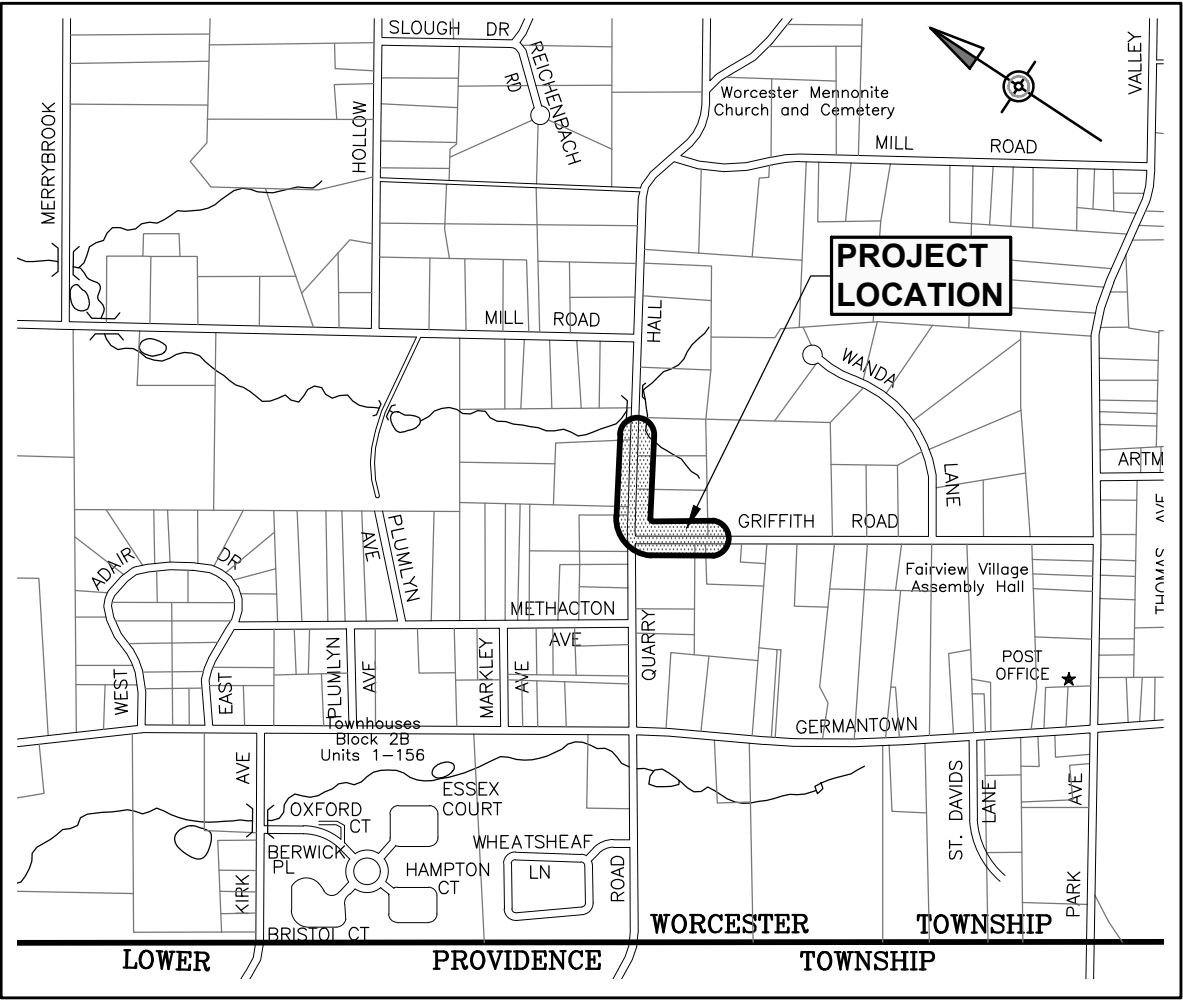 SLOUGH DR
REICHENBACH
RD
MERRYBROOK
HOLLOW
VALLEY
Worcester Mennonite
Church and Cemetery
MILL ROAD
PROJECT
LOCATION
MILL ROAD
HALL
WANDA
LANE
ARTM
GRIFFITH ROAD
PLUMLYN
AVE
ADAIR
DR
Fairview Village
Assembly Hall
METHACTON
AVE
QUARRY
POST
OFFICE
WEST
EAST
PLUMLYN
AVE
MARKLEY
AVE
GERMANTOWN
Townhouses
Block 2B
Units 1-156
AVE
KIRK
ESSEX
COURT
OXFORD
CT
BERWICK
PL
HAMPTON
CT
WHEATSHEAF
LN
ROAD
ST. DAVIDS
LANE
AVE
PARK
BRISTOL CT
WORCESTER TOWNSHIP
LOWER PROVIDENCE TOWNSHIP